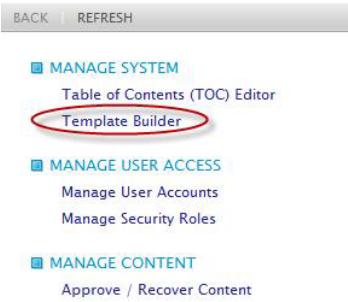 BACK REFRESH
MANAGE SYSTEM
Table of Contents (TOC) Editor
Template Builder
MANAGE USER ACCESS
Manage User Accounts
Manage Security Roles
MANAGE CONTENT
Approve / Recover Content